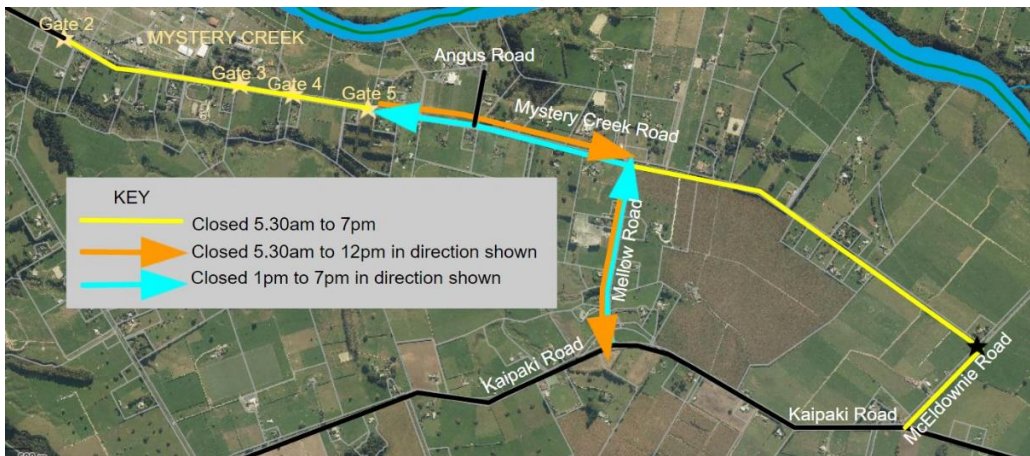 Gate 2
MYSTERY CREEK
Angus Road
Gate 3
Gate 4
Gate 5
Mystery Creek Road
KEY
Closed 5.30am to 7pm
Closed 5.30am to 12pm in direction shown
Closed 1pm to 7pm in direction shown
Mellow Road
Kaipaki Road
McEldownie Road
Kaipaki Road